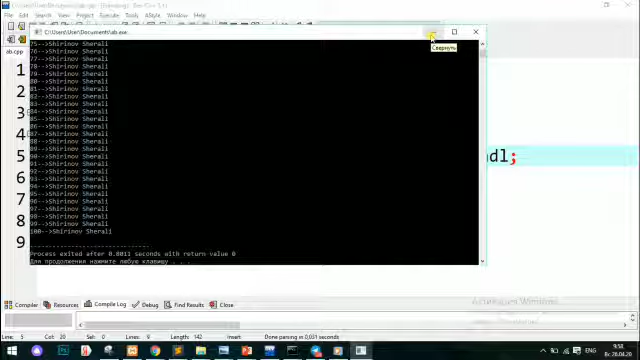 File Edit Search View Project Execute Tools AStyle Window Help
C:\Users\User\Documents\ab.exe
Свернуть
ab.cpp
1
2
3
4
5
6
7
8
9
75-->Shirinov Sherali
76-->Shirinov Sherali
77-->Shirinov Sherali
78-->Shirinov Sherali
79-->Shirinov Sherali
80-->Shirinov Sherali
81-->Shirinov Sherali
82-->Shirinov Sherali
83-->Shirinov Sherali
84-->Shirinov Sherali
85-->Shirinov Sherali
86-->Shirinov Sherali
87-->Shirinov Sherali
88-->Shirinov Sherali
89-->Shirinov Sherali
90-->Shirinov Sherali
91-->Shirinov Sherali
92-->Shirinov Sherali
93-->Shirinov Sherali
94-->Shirinov Sherali
95-->Shirinov Sherali
96-->Shirinov Sherali
97-->Shirinov Sherali
98-->Shirinov Sherali
99-->Shirinov Sherali
100-->Shirinov Sherali
--------------------------------
Process exited after 0.8011 seconds with return value 0
Для продолжения нажмите любую клавишу . . .
ndl;
Compiler Resources Compile Log Debug Find Results Close
Активация Windows
Line: 5 Col: 20 Sel: 0 Lines: 9 Length: 142 Insert Done parsing in 0,031 seconds
ENG
9:58
Вс 26.04.20